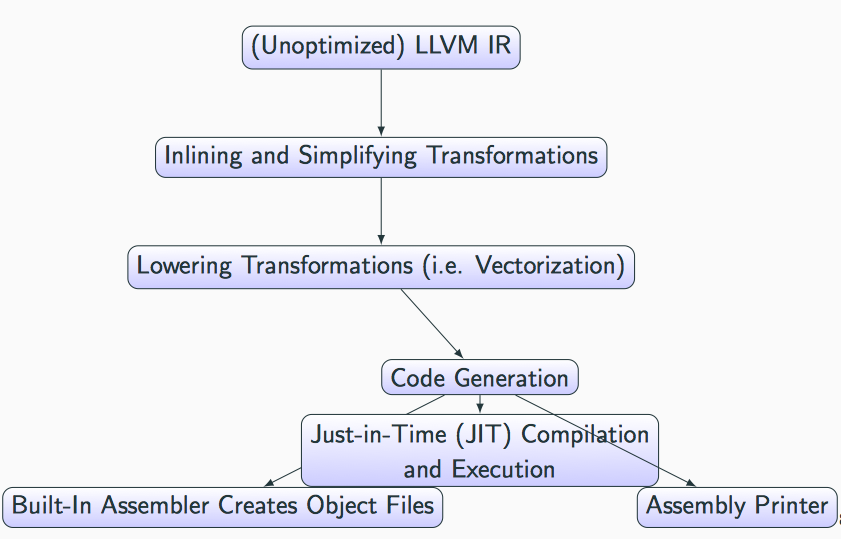 (Unoptimized) LLVM IR
Inlining and Simplifying Transformations
Lowering Transformations (i.e. Vectorization)
Code Generation
Just-in-Time (JIT) Compilation
and Execution
Built-In Assembler Creates Object Files
Assembly Printer